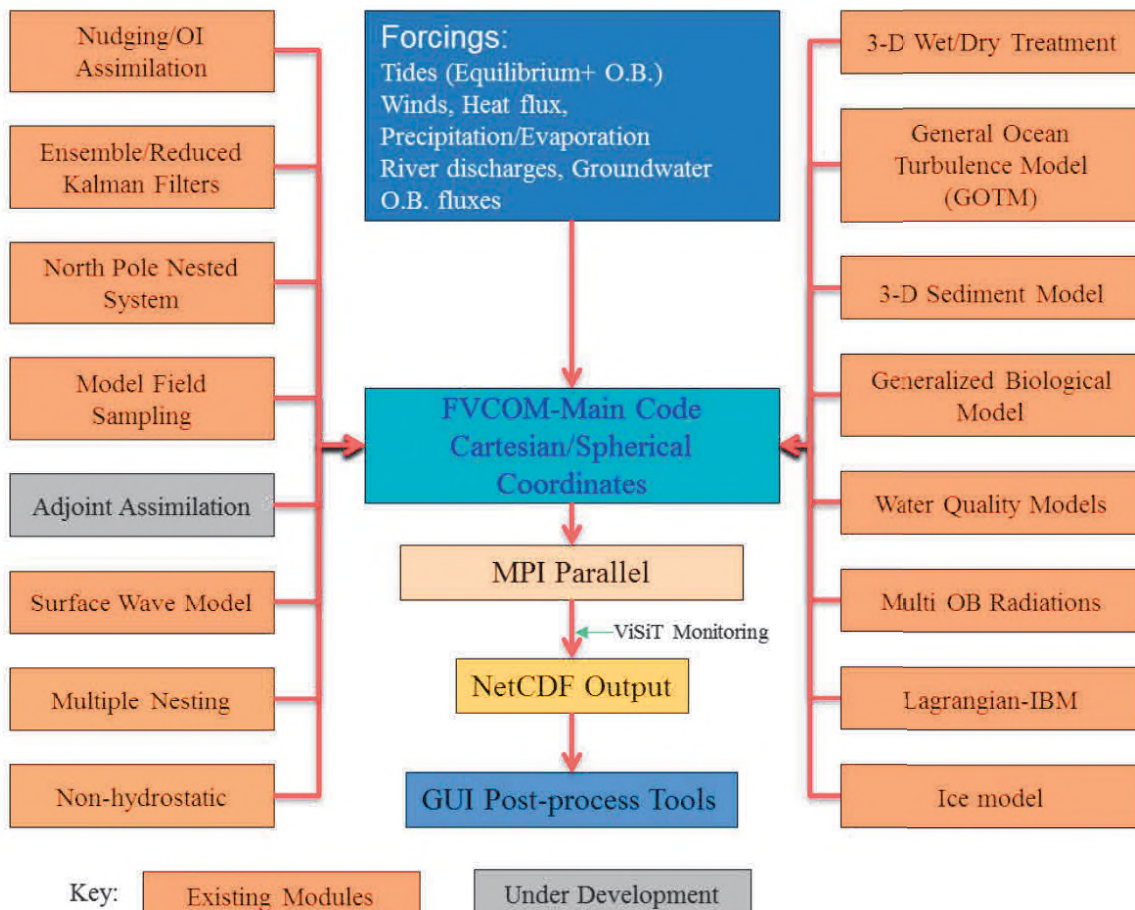 Nudging/OI
Assimilation
Ensemble/Reduced
Kalman Filters
North Pole Nested
System
Model Field
Sampling
Adjoint Assimilation
Surface Wave Model
Multiple Nesting
Non-hydrostatic
Forcings:
Tides (Equilibrium+ O.B.)
Winds, Heat flux,
Precipitation/Evaporation
River discharges, Groundwater
O.B. fluxes
FVCOM-Main Code
Cartesian/Spherical
Coordinates
MPI Parallel
ViSiT Monitoring
NetCDF Output
GUI Post-process Tools
3-D Wet/Dry Treatment
General Ocean
Turbulence Model
(GOTM)
3-D Sediment Model
Generalized Biological
Model
Water Quality Models
Multi OB Radiations
Lagrangian-IBM
Ice model
Key:
Existing Modules
Under Development